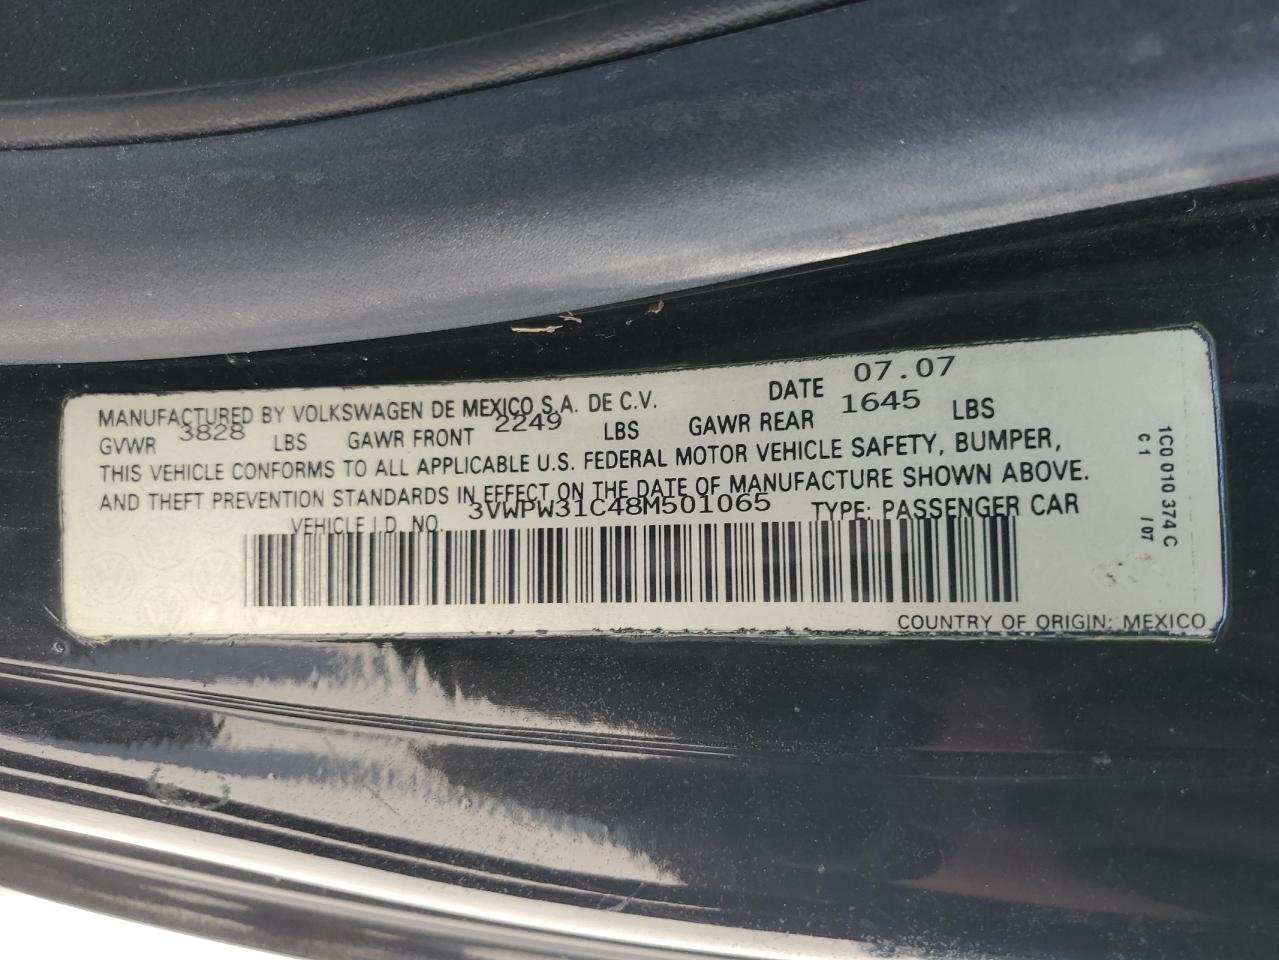 MANUFACTURED BY VOLKSWAGEN DE MEXICO S.A. DE C.V. DATE 07.07
GVWR 3828 LBS GAWR FRONT 2249 LBS GAWR REAR 1645 LBS
THIS VEHICLE CONFORMS TO ALL APPLICABLE U.S. FEDERAL MOTOR VEHICLE SAFETY, BUMPER,
AND THEFT PREVENTION STANDARDS IN EFFECT ON THE DATE OF MANUFACTURE SHOWN ABOVE.
VEHICLE I.D. NO. 3VWPW31C48M501065 TYPE: PASSENGER CAR
COUNTRY OF ORIGIN: MEXICO
1C0 010 374 C
C 1 / 07